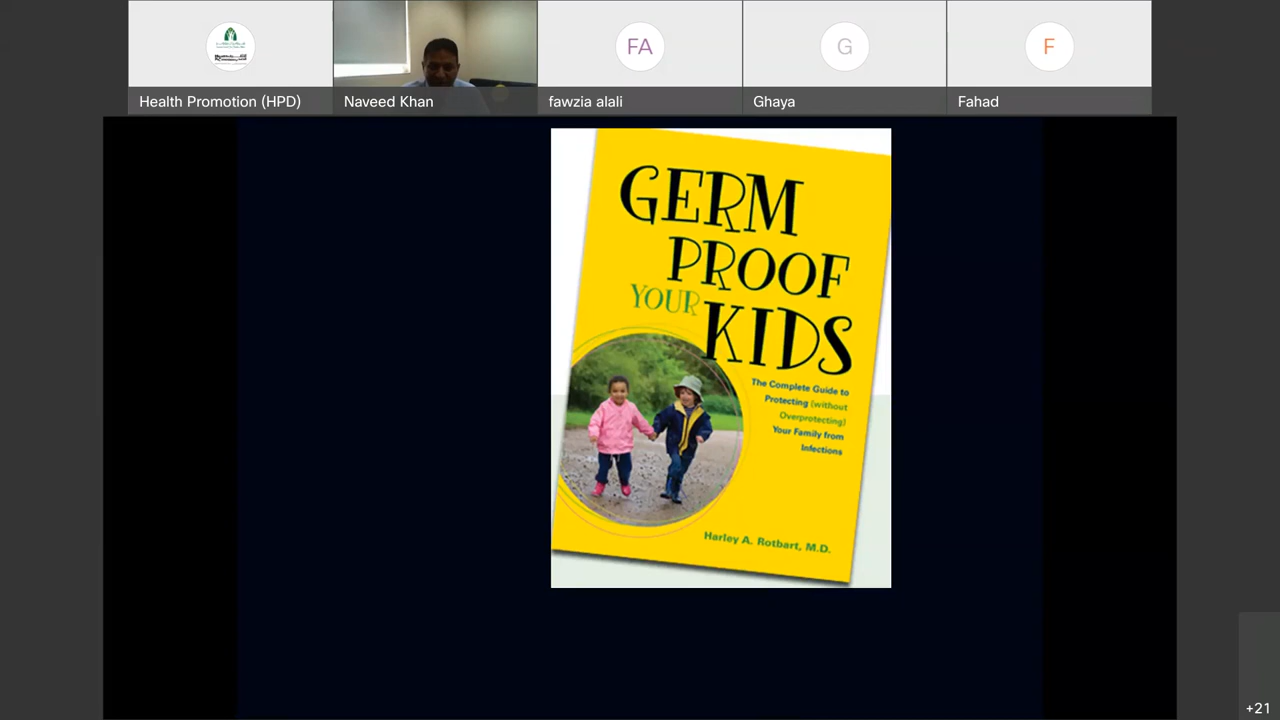 Health Promotion (HPD)
Naveed Khan
FA
fawzia alali
G
Ghaya
F
Fahad
GERM
PROOF
YOUR
KIDS
The Complete Guide to
Protecting (without
Overprotecting)
Your Family from
Infections
Harley A. Rotbart, M.D.
+21